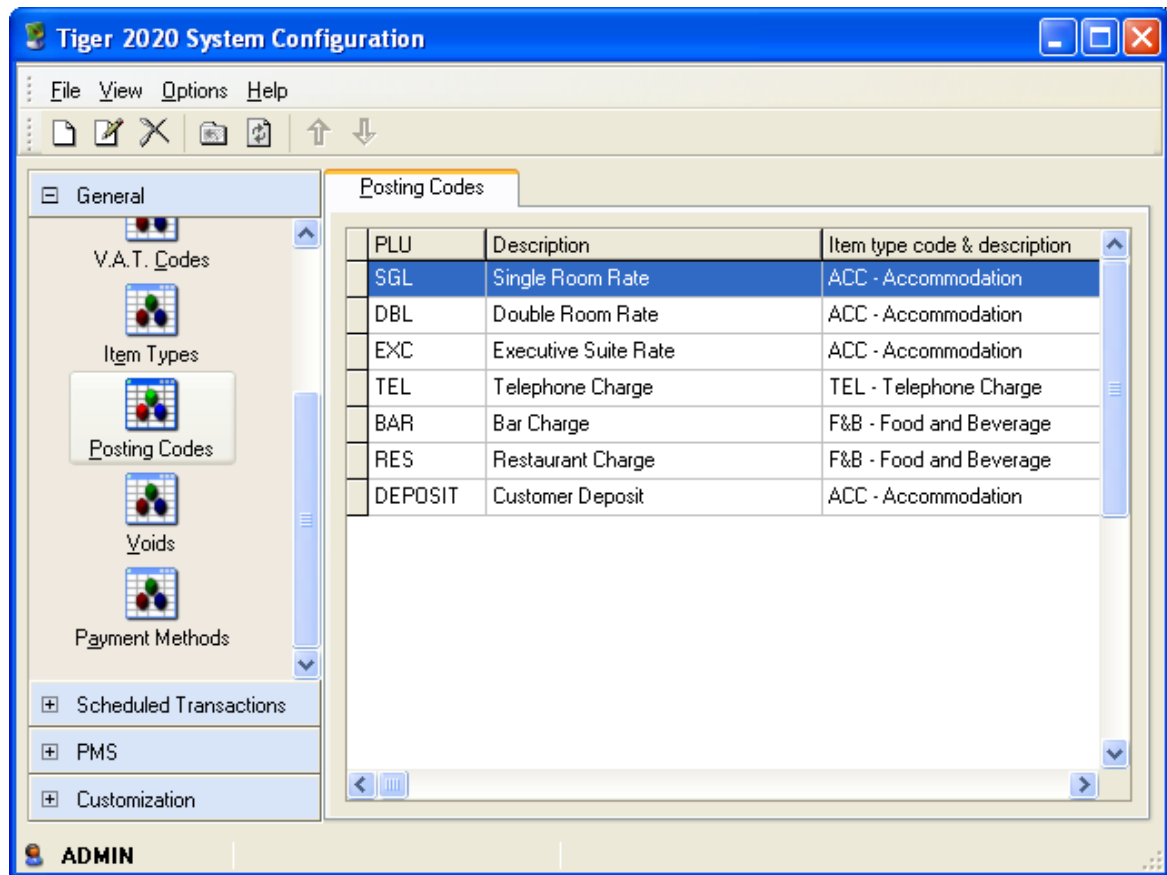 Tiger 2020 System Configuration
File View Options Help
General
V.A.T. Codes
Item Types
Posting Codes
Voids
Payment Methods
Scheduled Transactions
PMS
Customization
Posting Codes
PLU Description Item type code & description
SGL Single Room Rate ACC - Accommodation
DBL Double Room Rate ACC - Accommodation
EXC Executive Suite Rate ACC - Accommodation
TEL Telephone Charge TEL - Telephone Charge
BAR Bar Charge F&B - Food and Beverage
RES Restaurant Charge F&B - Food and Beverage
DEPOSIT Customer Deposit ACC - Accommodation
ADMIN